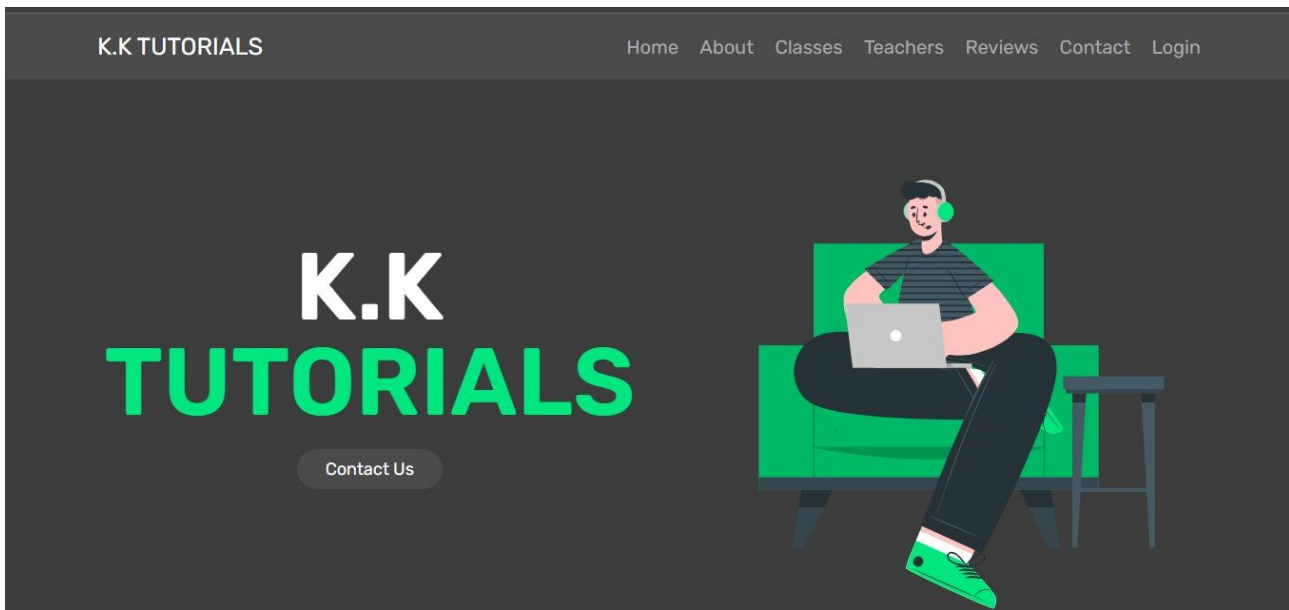 K.K TUTORIALS
Home About Classes Teachers Reviews Contact Login
K.K
TUTORIALS
Contact Us